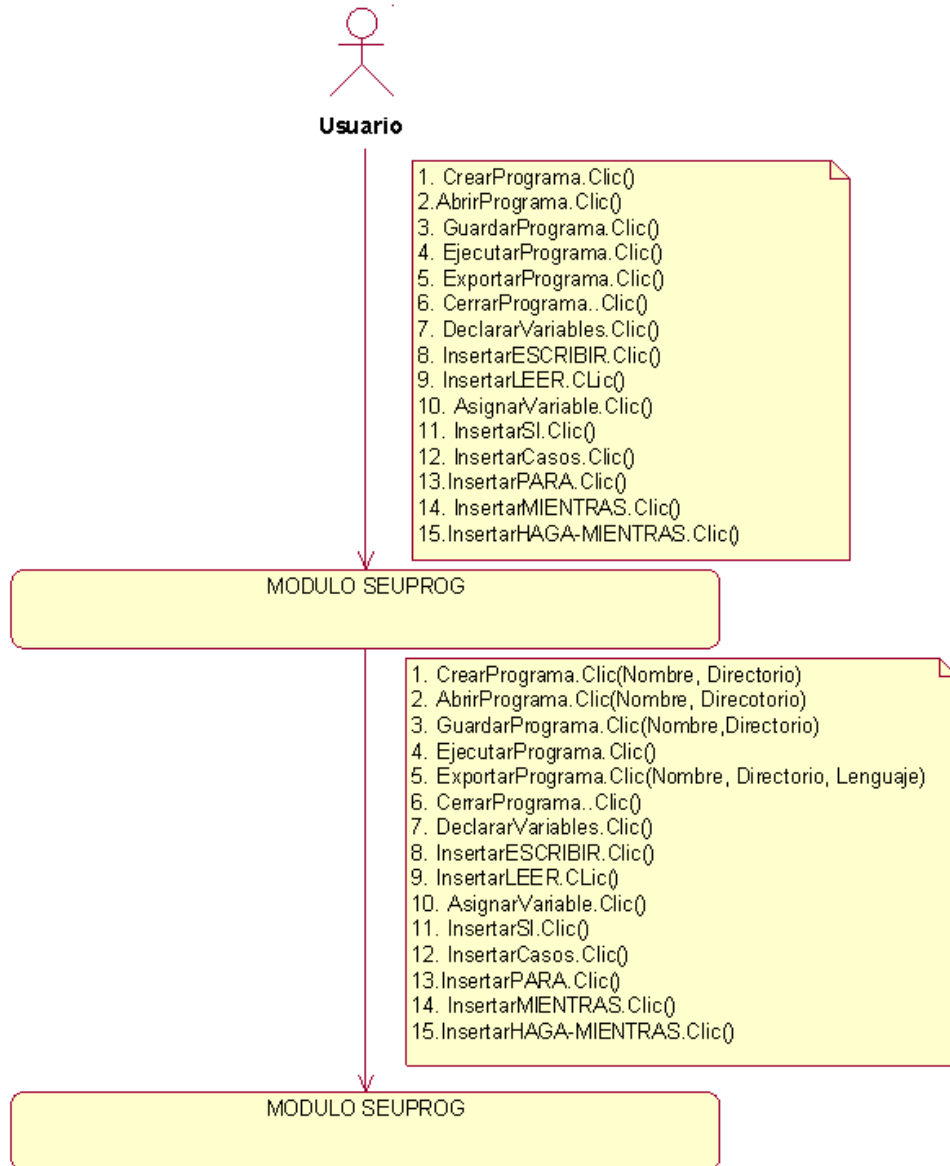 Usuario
1. CrearPrograma.Clic()
2.AbrirPrograma.Clic()
3. GuardarPrograma.Clic()
4. EjecutarPrograma.Clic()
5. ExportarPrograma.Clic()
6. CerrarPrograma..Clic()
7. DeclararVariables.Clic()
8. InsertarESCRIBIR.Clic()
9. InsertarLEER.CLic()
10. AsignarVariable.Clic()
11. InsertarSI.Clic()
12. InsertarCasos.Clic()
13.InsertarPARA.Clic()
14. InsertarMIENTRAS.Clic()
15.InsertarHAGA-MIENTRAS.Clic()
MODULO SEUPROG
1. CrearPrograma.Clic(Nombre, Directorio)
2. AbrirPrograma.Clic(Nombre, Direcotorio)
3. GuardarPrograma.Clic(Nombre,Directorio)
4. EjecutarPrograma.Clic()
5. ExportarPrograma.Clic(Nombre, Directorio, Lenguaje)
6. CerrarPrograma..Clic()
7. DeclararVariables.Clic()
8. InsertarESCRIBIR.Clic()
9. InsertarLEER.CLic()
10. AsignarVariable.Clic()
11. InsertarSI.Clic()
12. InsertarCasos.Clic()
13.InsertarPARA.Clic()
14. InsertarMIENTRAS.Clic()
15.InsertarHAGA-MIENTRAS.Clic()
MODULO SEUPROG